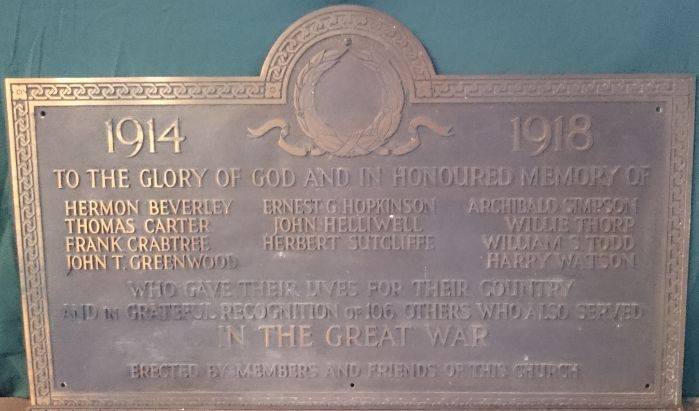 1914 1918
TO THE GLORY OF GOD AND IN HONOURED MEMORY OF
HERMON BEVERLEY ERNEST G. HOPKINSON ARCHIBALD SIMPSON
THOMAS CARTER JOHN HELLIWELL WILLIE THORP
FRANK CRABTREE HERBERT SUTCLIFFE WILLIAM S. TODD
JOHN T. GREENWOOD HARRY WATSON
WHO GAVE THEIR LIVES FOR THEIR COUNTRY
AND IN GRATEFUL RECOGNITION OF 106 OTHERS WHO ALSO SERVED
IN THE GREAT WAR
ERECTED BY MEMBERS AND FRIENDS OF THIS CHURCH